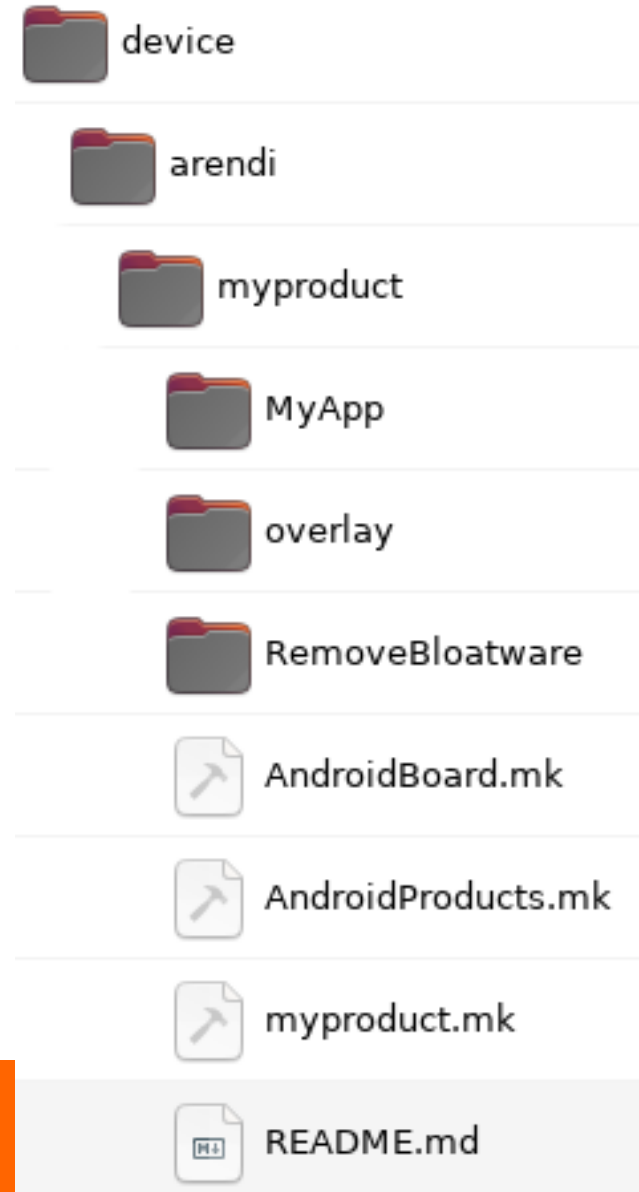 device
arendi
myproduct
MyApp
overlay
RemoveBloatware
AndroidBoard.mk
AndroidProducts.mk
myproduct.mk
M↓ README.md